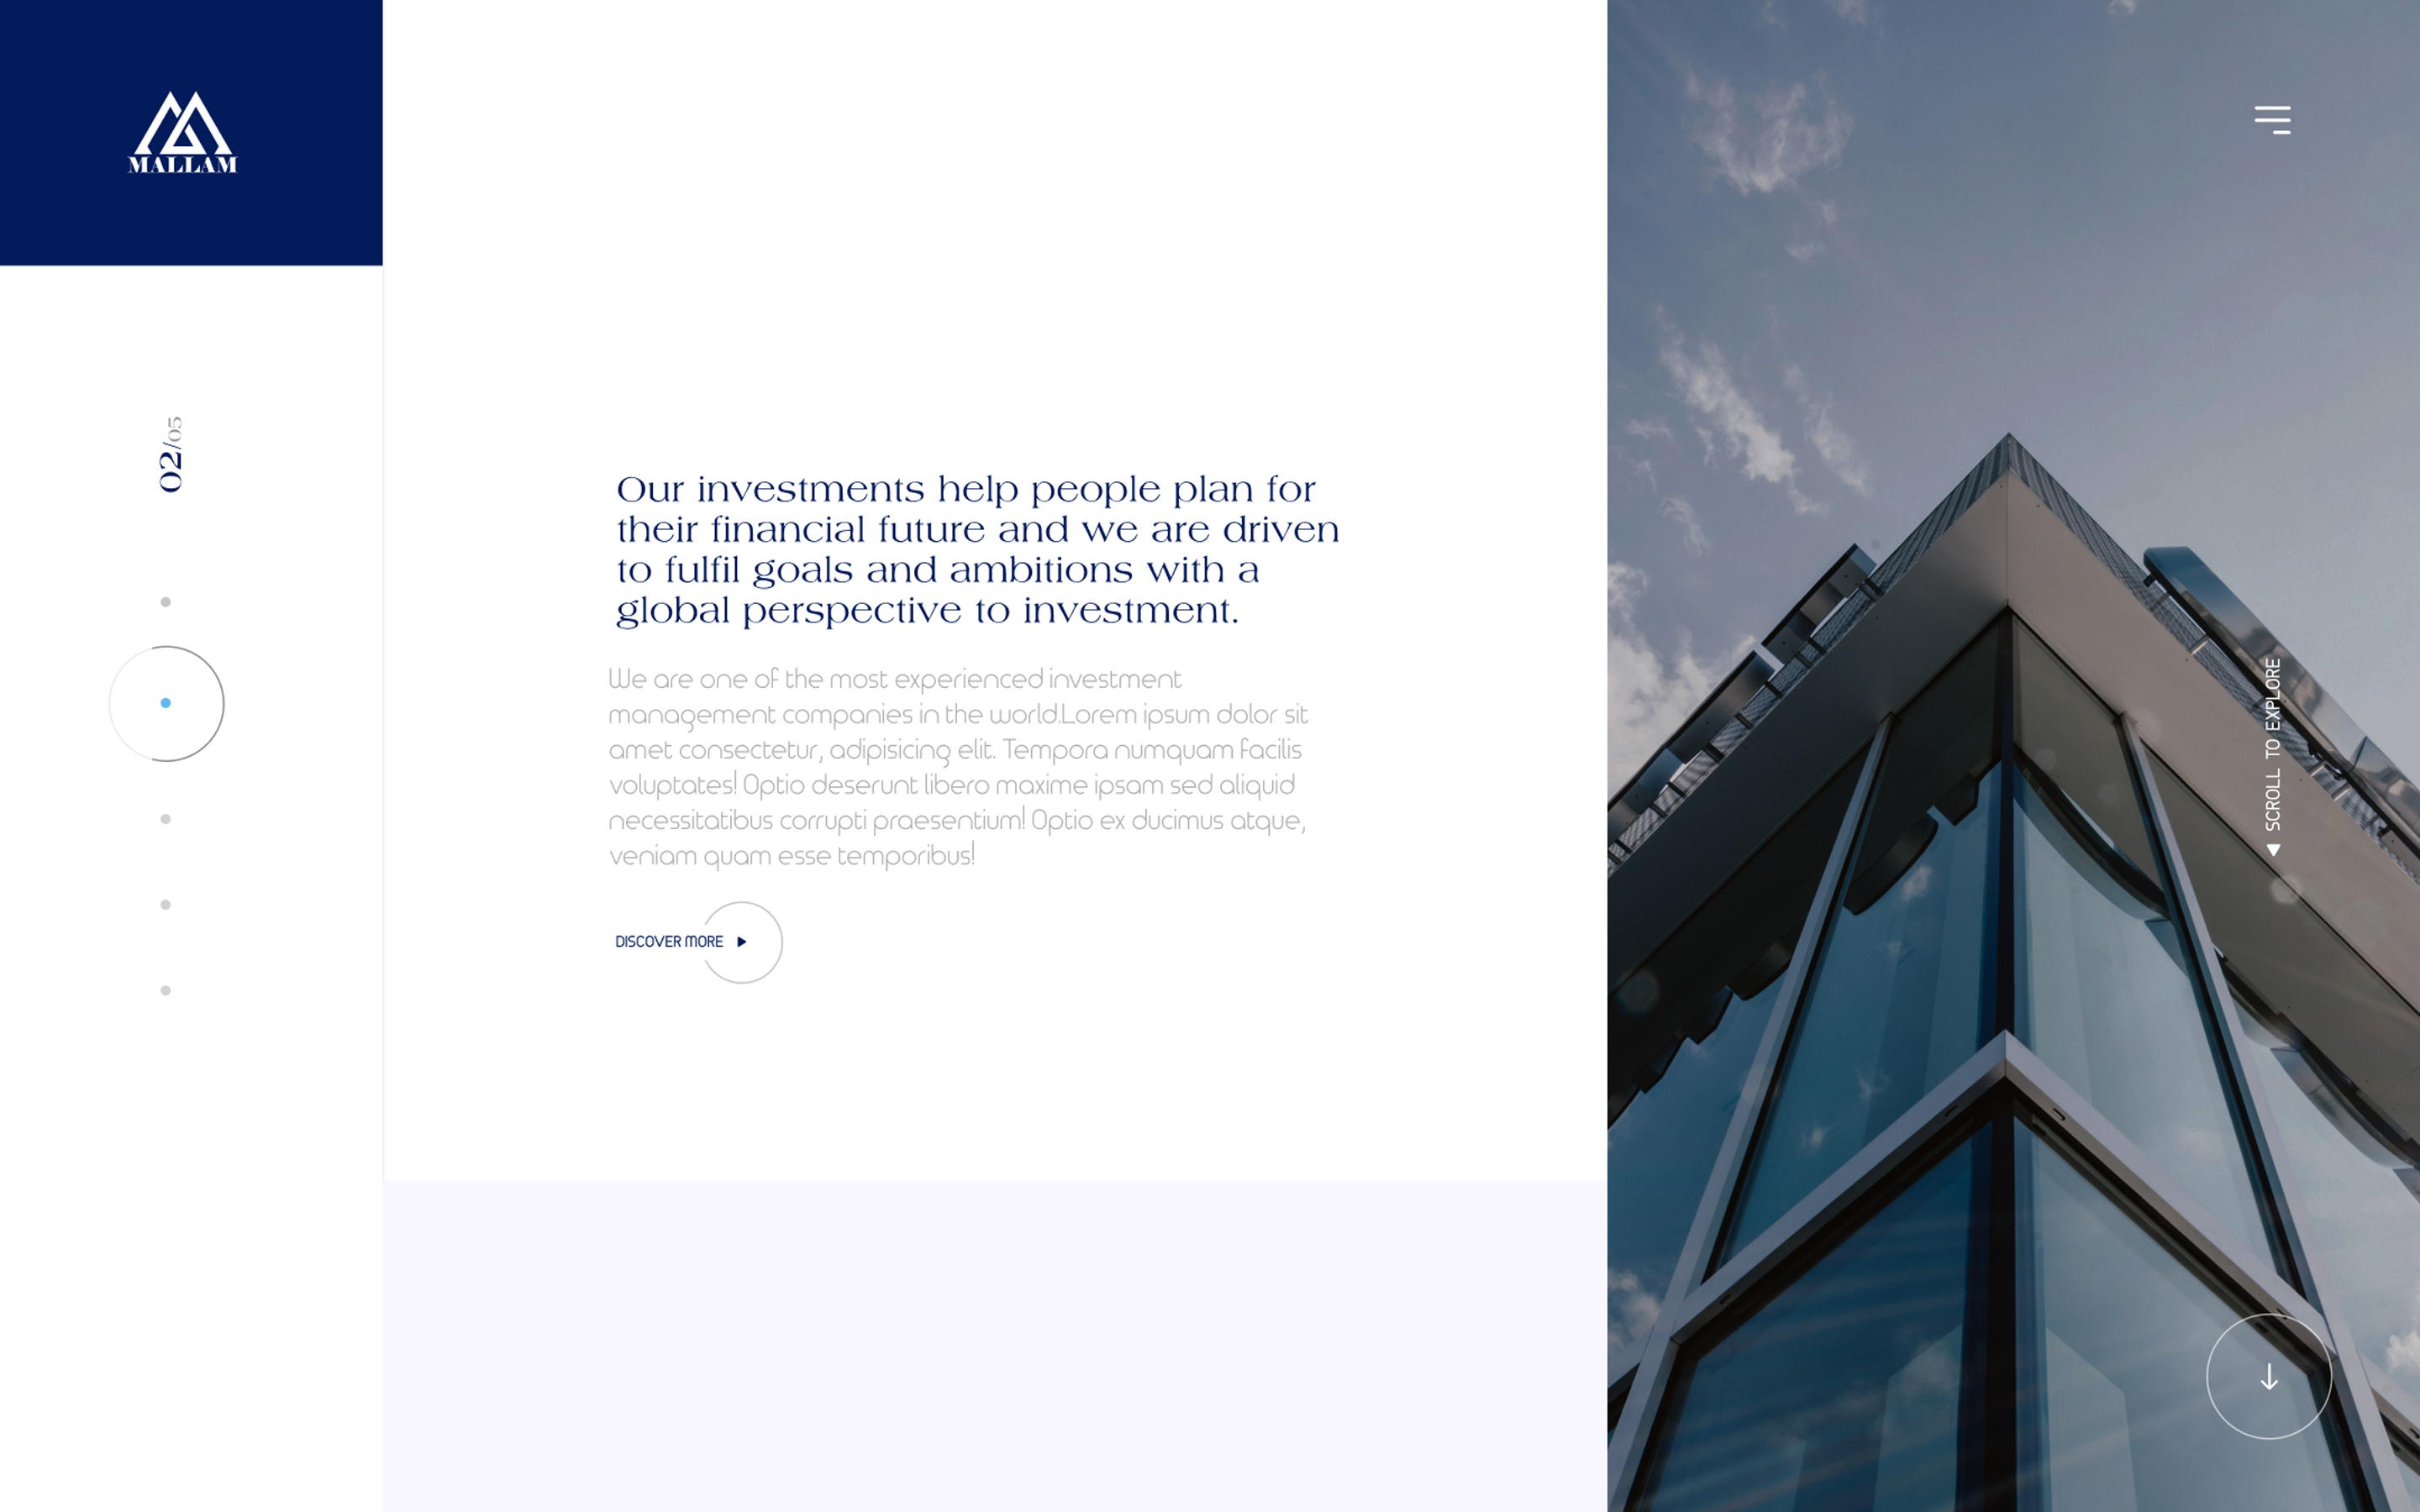 MALLAM
02/05
Our investments help people plan for
their financial future and we are driven
to fulfil goals and ambitions with a
global perspective to investment.
We are one of the most experienced investment
management companies in the world.Lorem ipsum dolor sit
amet consectetur, adipisicing elit. Tempora numquam facilis
voluptates! Optio deserunt libero maxime ipsam sed aliquid
necessitatibus corrupti praesentium! Optio ex ducimus atque,
veniam quam esse temporibus!
DISCOVER MORE
SCROLL TO EXPLORE